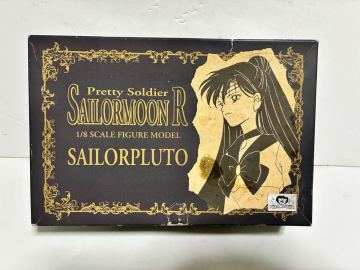 Pretty Soldier
SAILORMOON R
1/8 SCALE FIGURE MODEL
SAILORPLUTO